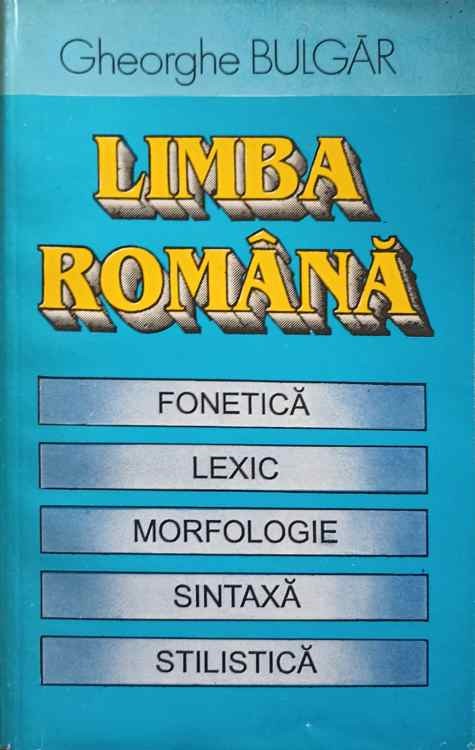 Gheorghe BULGĂR
LIMBA
ROMÂNĂ
FONETICĂ
LEXIC
MORFOLOGIE
SINTAXĂ
STILISTICĂ